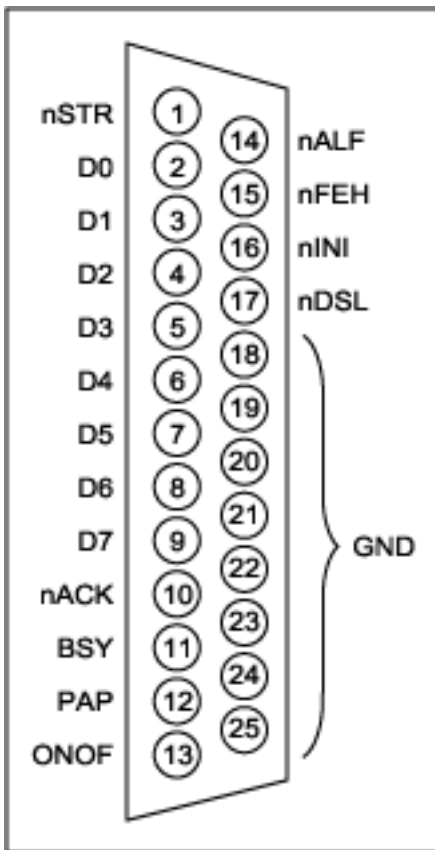 nSTR 1
14 nALF
D0 2
15 nFEH
D1 3
16 nINI
D2 4
17 nDSL
D3 5
18
D4 6
19
D5 7
20
D6 8
21
D7 9
GND
22
nACK 10
23
BSY 11
24
PAP 12
25
ONOF 13